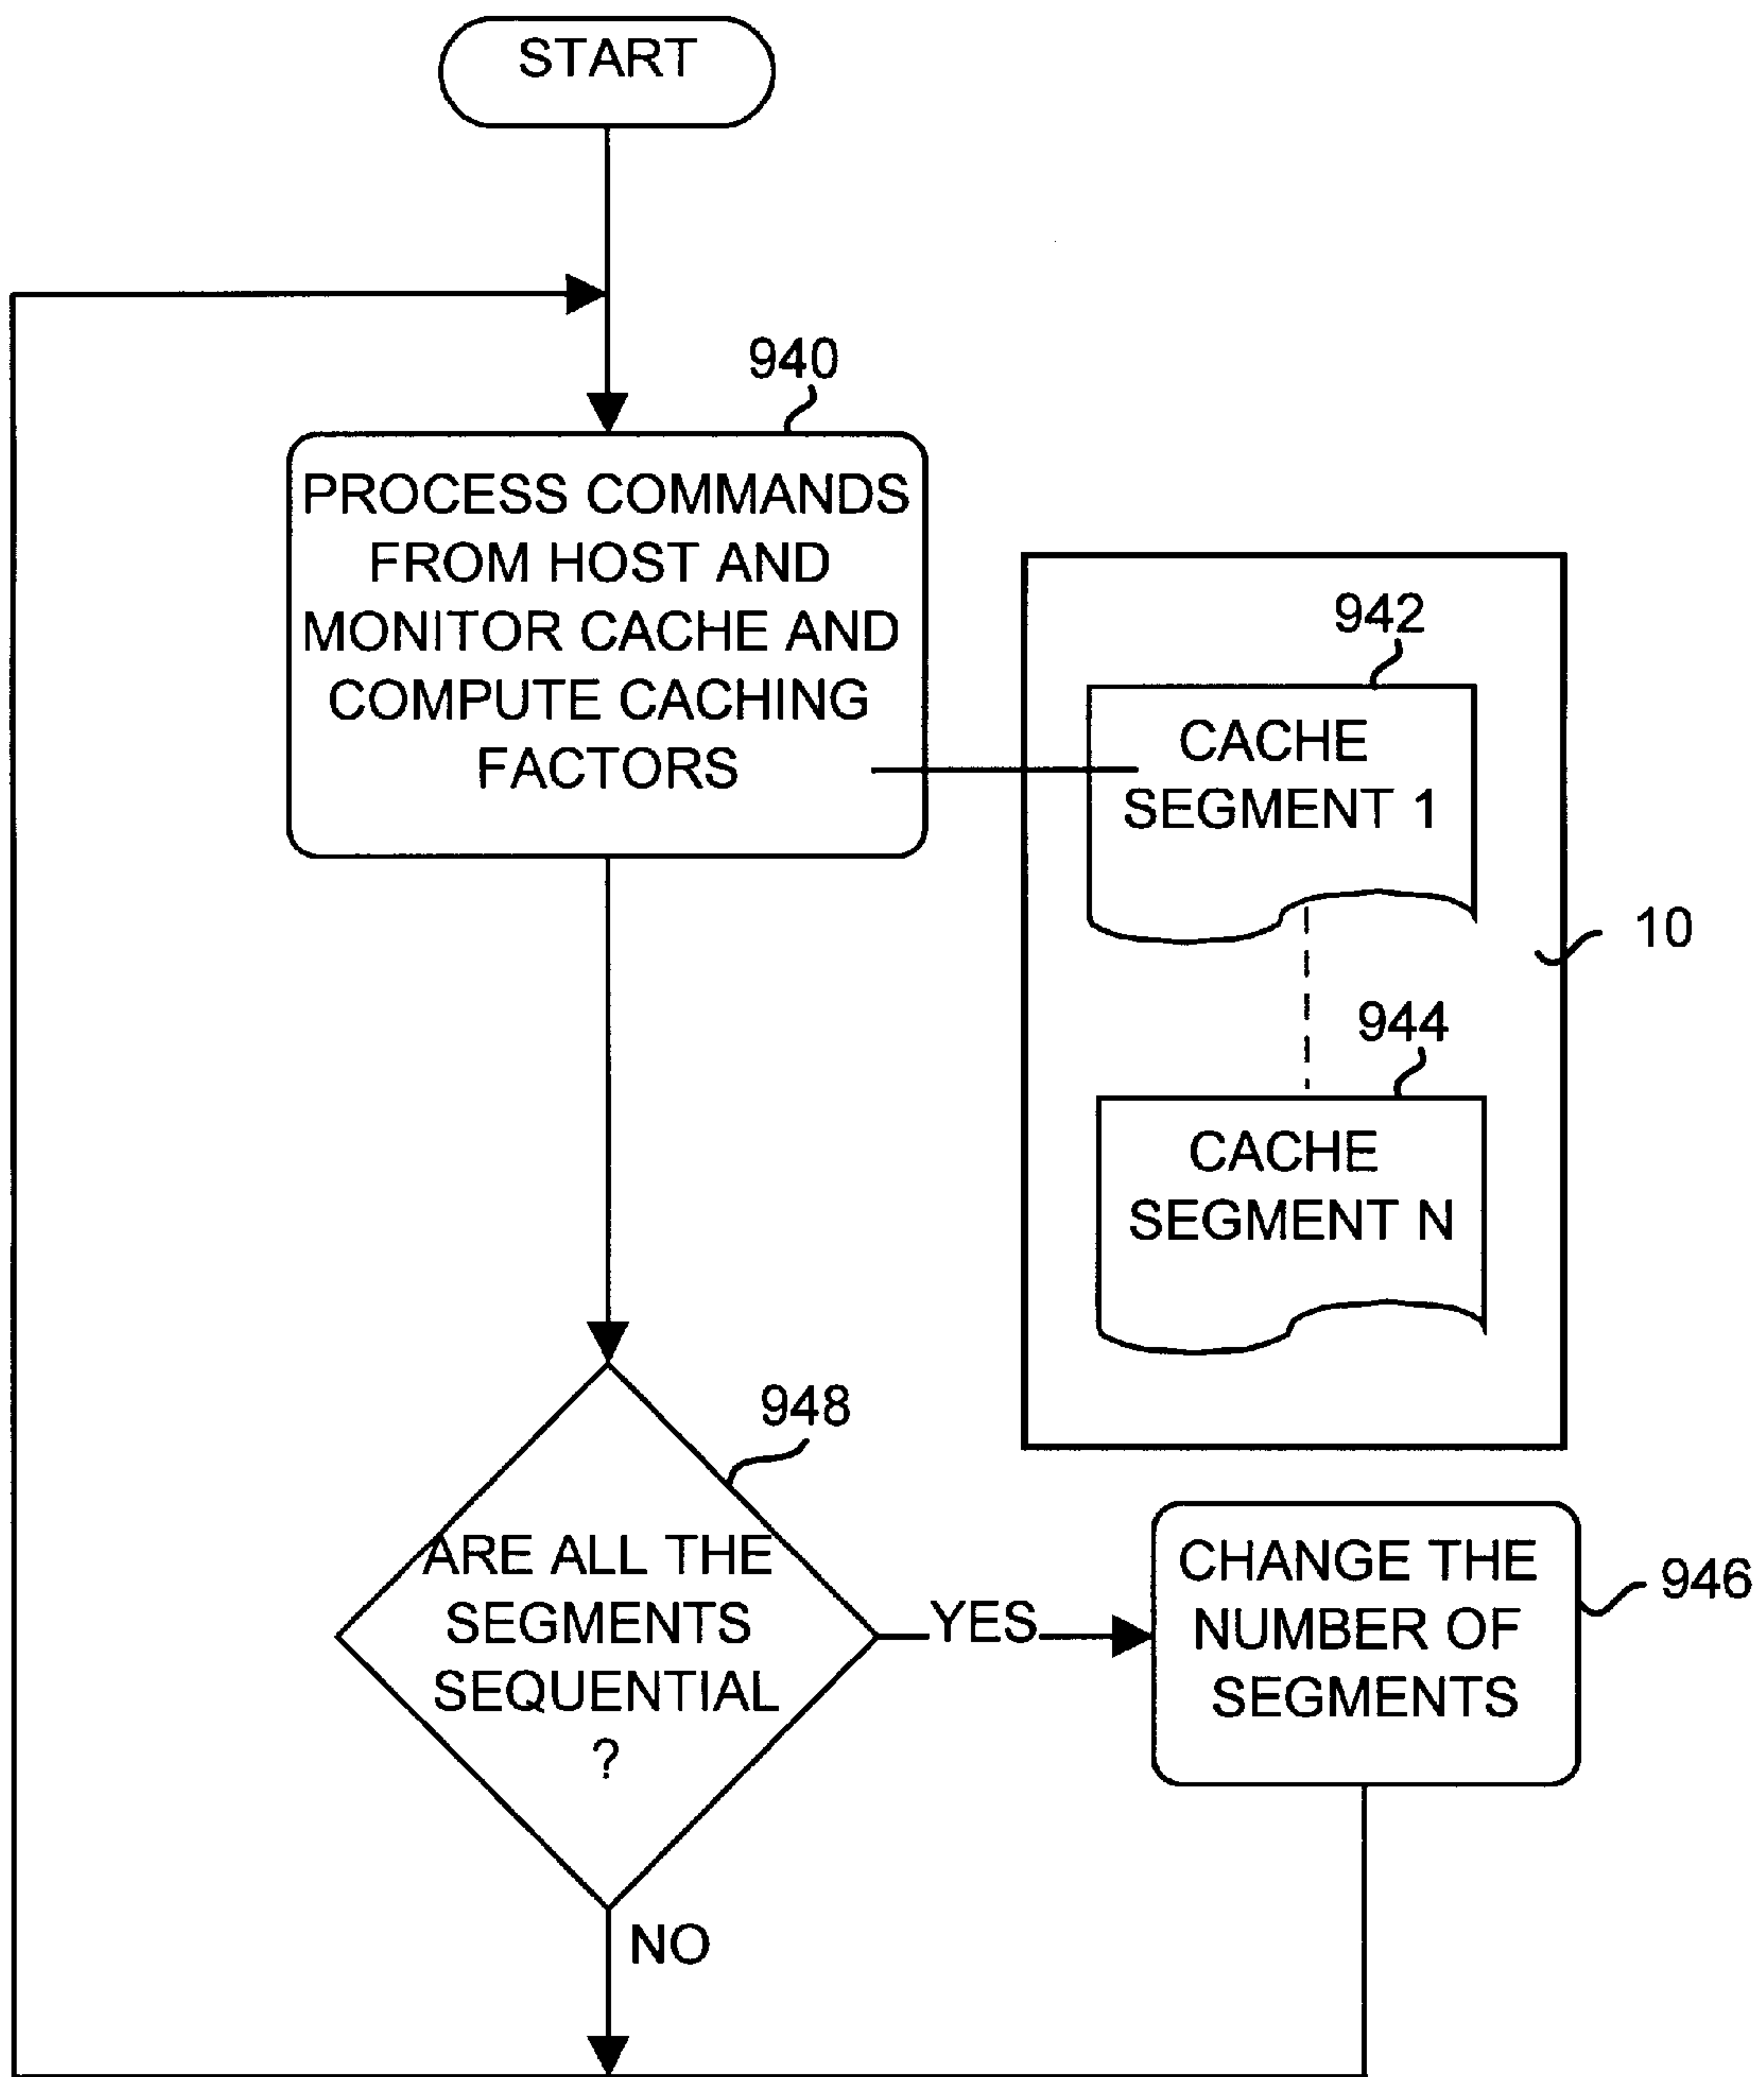 START
940
PROCESS COMMANDS
FROM HOST AND
MONITOR CACHE AND
COMPUTE CACHING
FACTORS
942
CACHE
SEGMENT 1
10
944
CACHE
SEGMENT N
948
ARE ALL THE
SEGMENTS
SEQUENTIAL
?
YES
CHANGE THE
NUMBER OF
SEGMENTS
946
NO